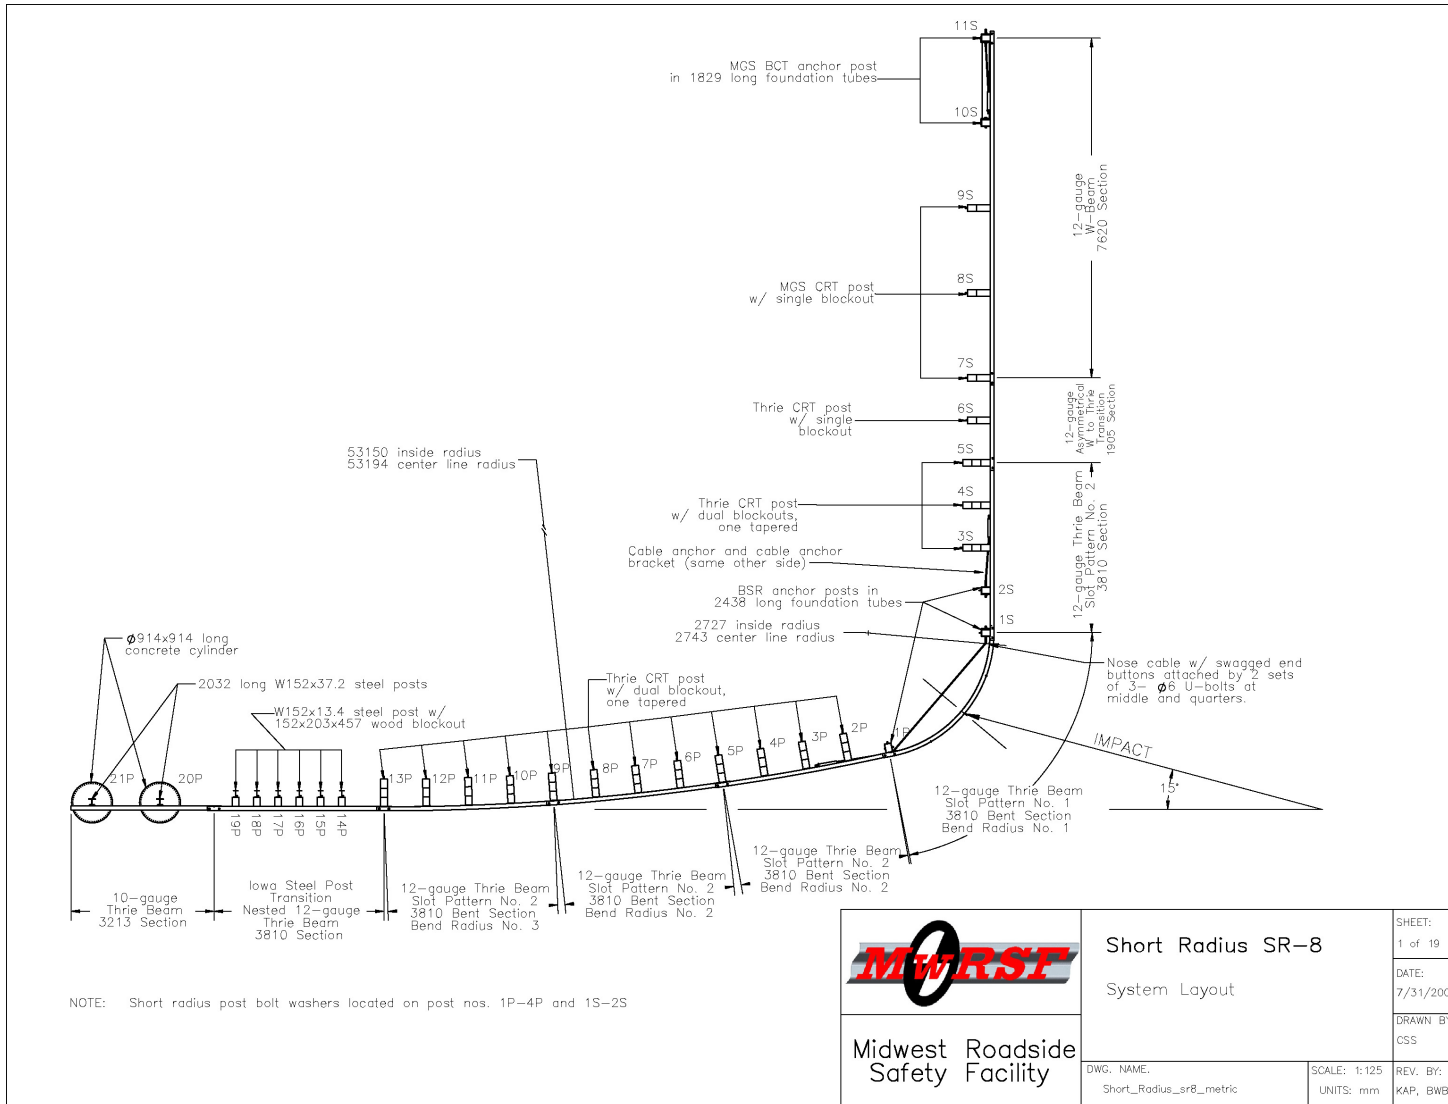 11S
MGS BCT anchor post
in 1829 long foundation tubes
10S
12-gauge
W-Beam
7620 Section
9S
8S
MGS CRT post
w/ single blockout
7S
Thrie CRT post
w/ single
blockout
6S
12-gauge
Asymmetrical
W to Thrie
Transition
1905 Section
5S
53150 inside radius
53194 center line radius
4S
Thrie CRT post
w/ dual blockouts,
one tapered
12-gauge Thrie Beam
Slot Pattern No. 2
3810 Section
3S
Cable anchor and cable anchor
bracket (same other side)
BSR anchor posts in
2438 long foundation tubes
2S
2727 inside radius
2743 center line radius
1S
ϕ914x914 long
concrete cylinder
Nose cable w/ swagged end
buttons attached by 2 sets
of 3- ϕ6 U-bolts at
middle and quarters.
2032 long W152x37.2 steel posts
Thrie CRT post
w/ dual blockout,
one tapered
W152x13.4 steel post w/
152x203x457 wood blockout
21P
20P
19P
18P
17P
16P
15P
14P
13P
12P
11P
10P
9P
8P
7P
6P
5P
4P
3P
2P
1P
IMPACT
15°
12-gauge Thrie Beam
Slot Pattern No. 1
3810 Bent Section
Bend Radius No. 1
12-gauge Thrie Beam
Slot Pattern No. 2
3810 Bent Section
Bend Radius No. 2
12-gauge Thrie Beam
Slot Pattern No. 2
3810 Bent Section
Bend Radius No. 2
12-gauge Thrie Beam
Slot Pattern No. 2
3810 Bent Section
Bend Radius No. 3
Iowa Steel Post
Transition
Nested 12-gauge
Thrie Beam
3810 Section
10-gauge
Thrie Beam
3213 Section
NOTE: Short radius post bolt washers located on post nos. 1P-4P and 1S-2S
MwRSF
Midwest Roadside
Safety Facility
Short Radius SR-8
System Layout
DWG. NAME.
Short_Radius_sr8_metric
SCALE: 1:125
UNITS: mm
SHEET:
1 of 19
DATE:
7/31/200
DRAWN BY
CSS
REV. BY:
KAP, BWB